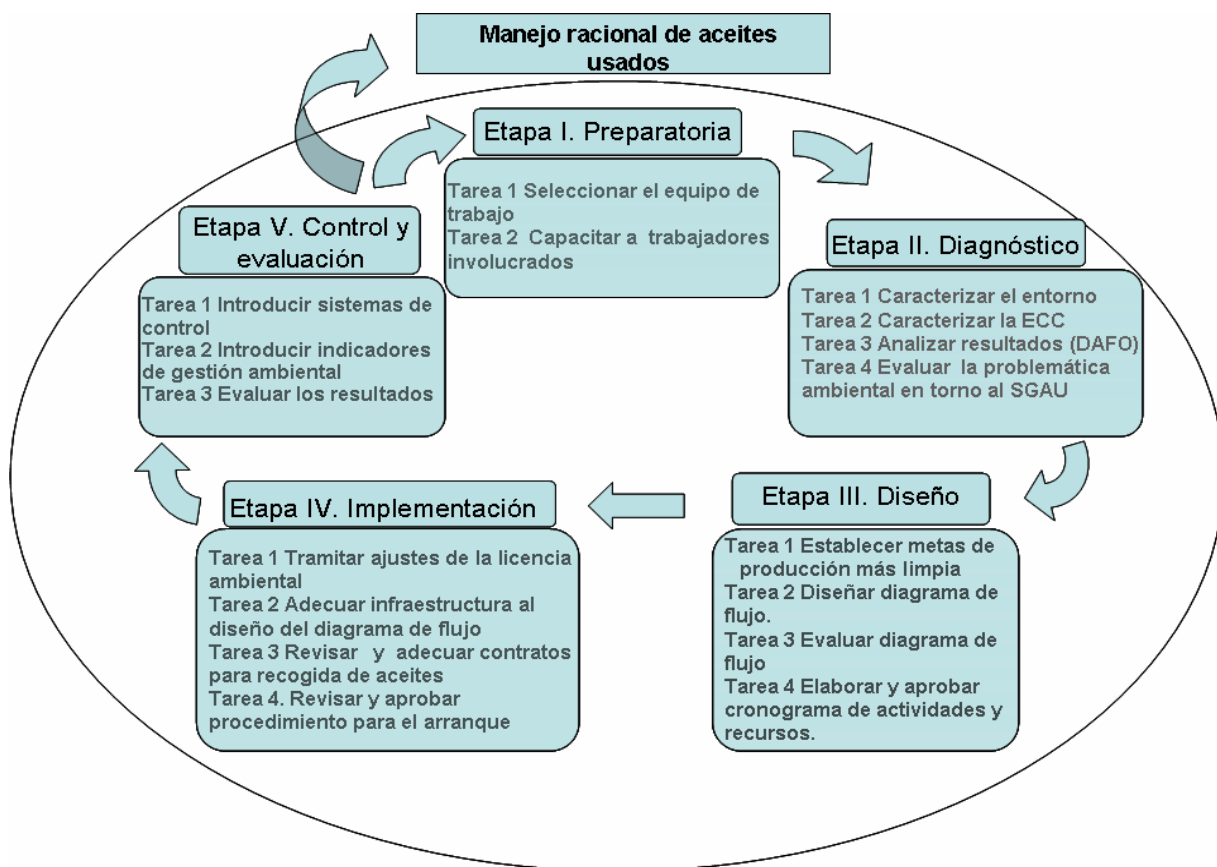 Manejo racional de aceites
usados
Etapa I. Preparatoria
Tarea 1 Seleccionar el equipo de
trabajo
Tarea 2 Capacitar a trabajadores
involucrados
Etapa II. Diagnóstico
Tarea 1 Caracterizar el entorno
Tarea 2 Caracterizar la ECC
Tarea 3 Analizar resultados (DAFO)
Tarea 4 Evaluar la problemática
ambiental en torno al SGAU
Etapa III. Diseño
Tarea 1 Establecer metas de
producción más limpia
Tarea 2 Diseñar diagrama de
flujo.
Tarea 3 Evaluar diagrama de
flujo
Tarea 4 Elaborar y aprobar
cronograma de actividades y
recursos.
Etapa IV. Implementación
Tarea 1 Tramitar ajustes de la licencia
ambiental
Tarea 2 Adecuar infraestructura al
diseño del diagrama de flujo
Tarea 3 Revisar y adecuar contratos
para recogida de aceites
Tarea 4. Revisar y aprobar
procedimiento para el arranque
Etapa V. Control y
evaluación
Tarea 1 Introducir sistemas de
control
Tarea 2 Introducir indicadores
de gestión ambiental
Tarea 3 Evaluar los resultados